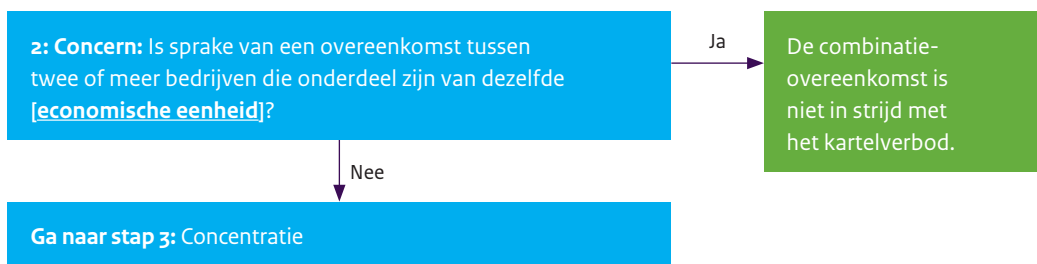 2: Concern: Is sprake van een overeenkomst tussen
twee of meer bedrijven die onderdeel zijn van dezelfde
[economische eenheid]?
Ja
De combinatie-
overeenkomst is
niet in strijd met
het kartelverbod.
Nee
Ga naar stap 3: Concentratie